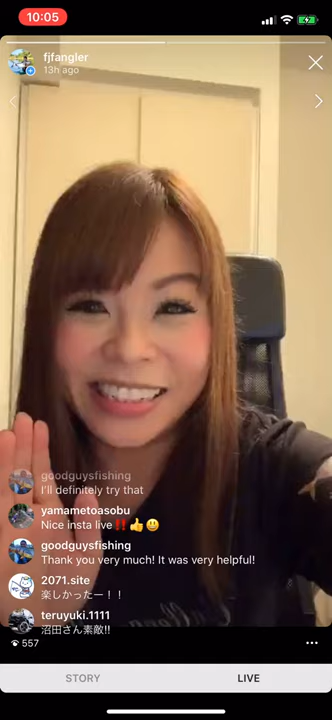 10:05
fjfangler
13h ago
goodguysfishing
I'll definitely try that
yamametoasobu
Nice insta live‼️👍😃
goodguysfishing
Thank you very much! It was very helpful!
2071.site
楽しかったー！！
teruyuki.1111
沼田さん素敵!!
557
STORY
LIVE